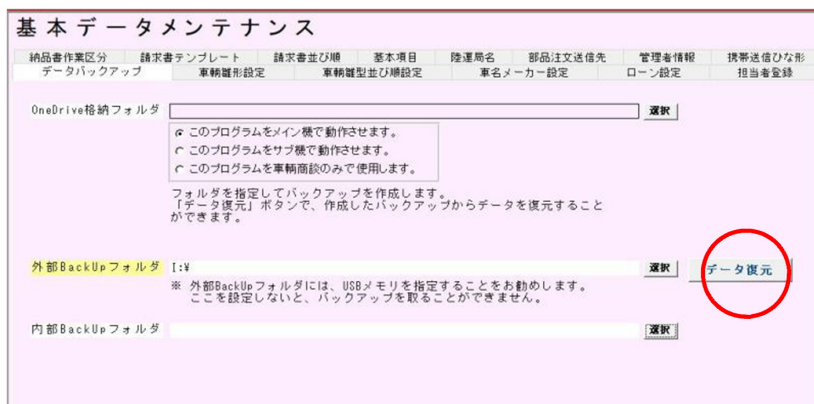 基本データメンテナンス
納品書作業区分 請求書テンプレート 請求書並び順 基本項目 陸運局名 部品注文送信先 管理者情報 携帯送信ひな形
データバックアップ 車輌雛形設定 車輌雛型並び順設定 車名メーカー設定 ローン設定 担当者登録
OneDrive格納フォルダ 選択
このプログラムをメイン機で動作させます。
このプログラムをサブ機で動作させます。
このプログラムを車輌商談のみで使用します。
フォルダを指定してバックアップを作成します。
「データ復元」ボタンで、作成したバックアップからデータを復元すること
ができます。
外部BackUpフォルダ I:¥ 選択 データ復元
※ 外部BackUpフォルダには、USBメモリを指定することをお勧めします。
ここを設定しないと、バックアップを取ることができません。
内部BackUpフォルダ 選択